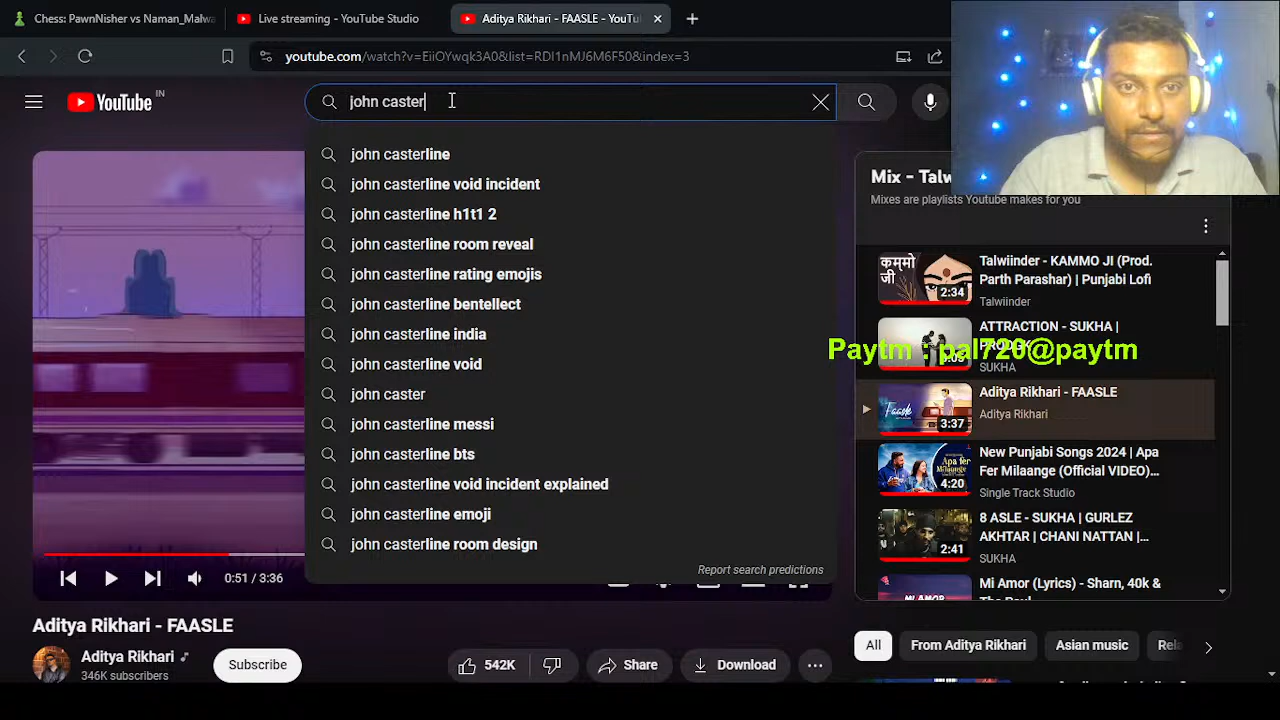 Chess: PawnNisher vs Naman_Malwa
Live streaming - YouTube Studio
Aditya Rikhari - FAASLE - YouTu
youtube.com/watch?v=EiiOYwqk3A0&list=RDI1nMJ6M6F50&index=3
YouTube IN
john caster
john casterline
john casterline void incident
john casterline h1t1 2
john casterline room reveal
john casterline rating emojis
john casterline bentellect
john casterline india
john casterline void
john caster
john casterline messi
john casterline bts
john casterline void incident explained
john casterline emoji
john casterline room design
Report search predictions
0:51 / 3:36
Aditya Rikhari - FAASLE
Aditya Rikhari
346K subscribers
Subscribe
542K
Share
Download
Mix - Talw
Mixes are playlists Youtube makes for you
कम्मो
जी
2:34
Talwiinder - KAMMO JI (Prod.
Parth Parashar) | Punjabi Lofi
Talwiinder
ATTRACTION - SUKHA |
SUKHA
Paytm : pal720@paytm
Faasle
3:37
Aditya Rikhari - FAASLE
Aditya Rikhari
Apa fer
Milaange
4:20
New Punjabi Songs 2024 | Apa
Fer Milaange (Official VIDEO)...
Single Track Studio
2:41
8 ASLE - SUKHA | GURLEZ
AKHTAR | CHANI NATTAN |...
SUKHA
MI AMOR
Mi Amor (Lyrics) - Sharn, 40k &
All
From Aditya Rikhari
Asian music
Rela